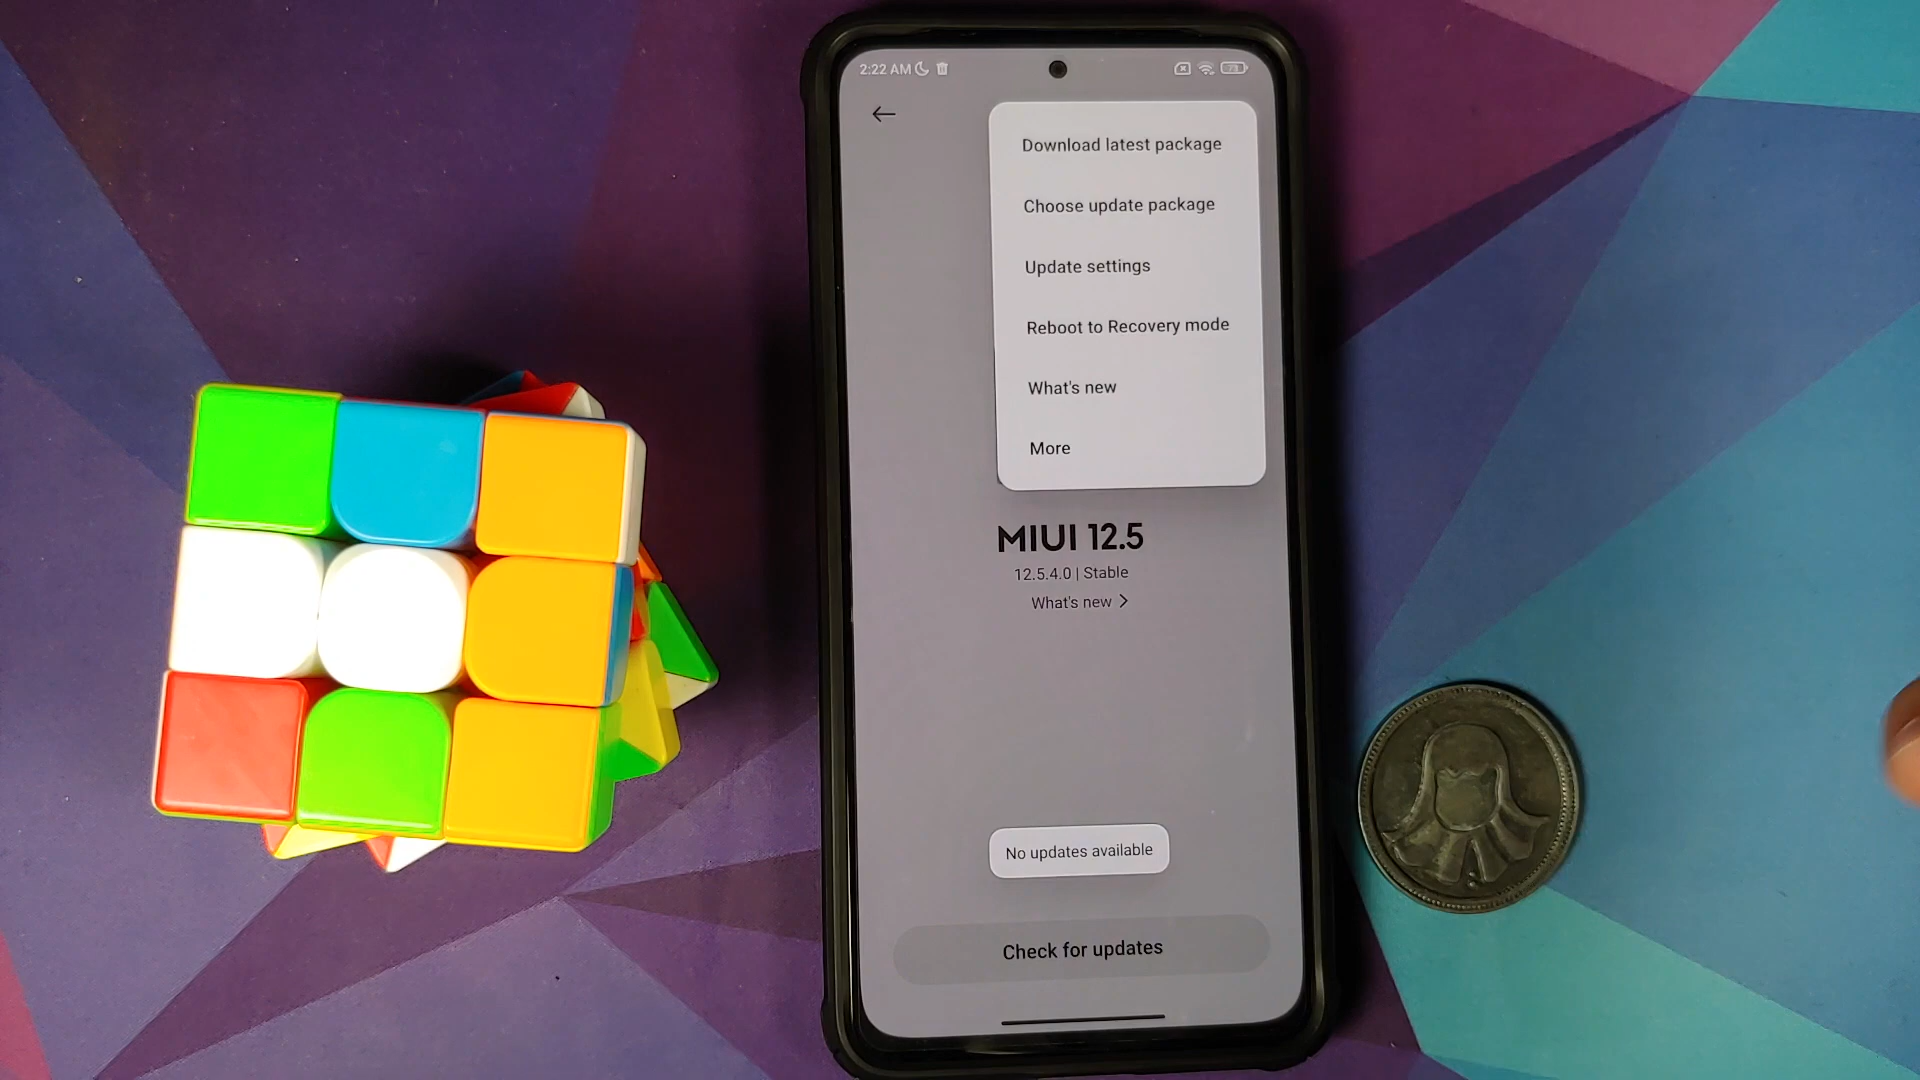 2:22 AM
73
Download latest package
Choose update package
Update settings
Reboot to Recovery mode
What's new
More
MIUI 12.5
12.5.4.0 | Stable
What's new
No updates available
Check for updates